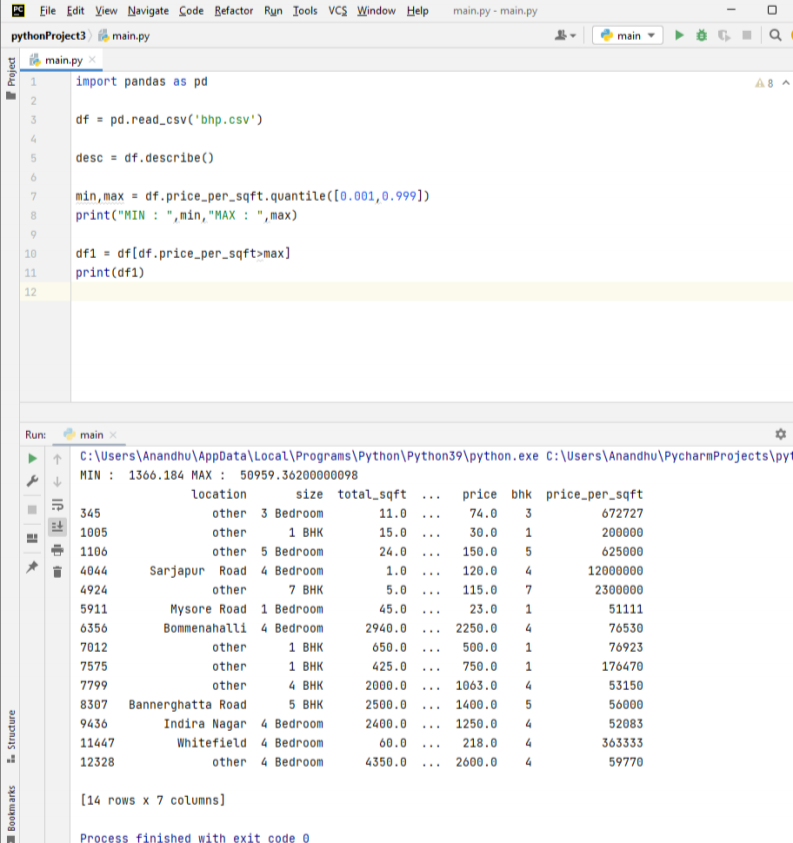 PC File Edit View Navigate Code Refactor Run Tools VCS Window Help main.py - main.py
pythonProject3 main.py main
Project
main.py
8
1 import pandas as pd
2
3 df = pd.read_csv('bhp.csv')
4
5 desc = df.describe()
6
7 min,max = df.price_per_sqft.quantile([0.001,0.999])
8 print("MIN : ",min,"MAX : ",max)
9
10 df1 = df[df.price_per_sqft>max]
11 print(df1)
12
Run: main
C:\Users\Anandhu\AppData\Local\Programs\Python\Python39\python.exe C:\Users\Anandhu\PycharmProjects\pyt
MIN :  1366.184 MAX :  50959.36200000098
location size total_sqft ... price bhk price_per_sqft
345 other 3 Bedroom 11.0 ... 74.0 3 672727
1005 other 1 BHK 15.0 ... 30.0 1 200000
1106 other 5 Bedroom 24.0 ... 150.0 5 625000
4044 Sarjapur  Road 4 Bedroom 1.0 ... 120.0 4 12000000
4924 other 7 BHK 5.0 ... 115.0 7 2300000
5911 Mysore Road 1 Bedroom 45.0 ... 23.0 1 51111
6356 Bommenahalli 4 Bedroom 2940.0 ... 2250.0 4 76530
7012 other 1 BHK 650.0 ... 500.0 1 76923
7575 other 1 BHK 425.0 ... 750.0 1 176470
7799 other 4 BHK 2000.0 ... 1063.0 4 53150
8307 Bannerghatta Road 5 BHK 2500.0 ... 1400.0 5 56000
9436 Indira Nagar 4 Bedroom 2400.0 ... 1250.0 4 52083
11447 Whitefield 4 Bedroom 60.0 ... 218.0 4 363333
12328 other 4 Bedroom 4350.0 ... 2600.0 4 59770
[14 rows x 7 columns]
Process finished with exit code 0
Structure
Bookmarks